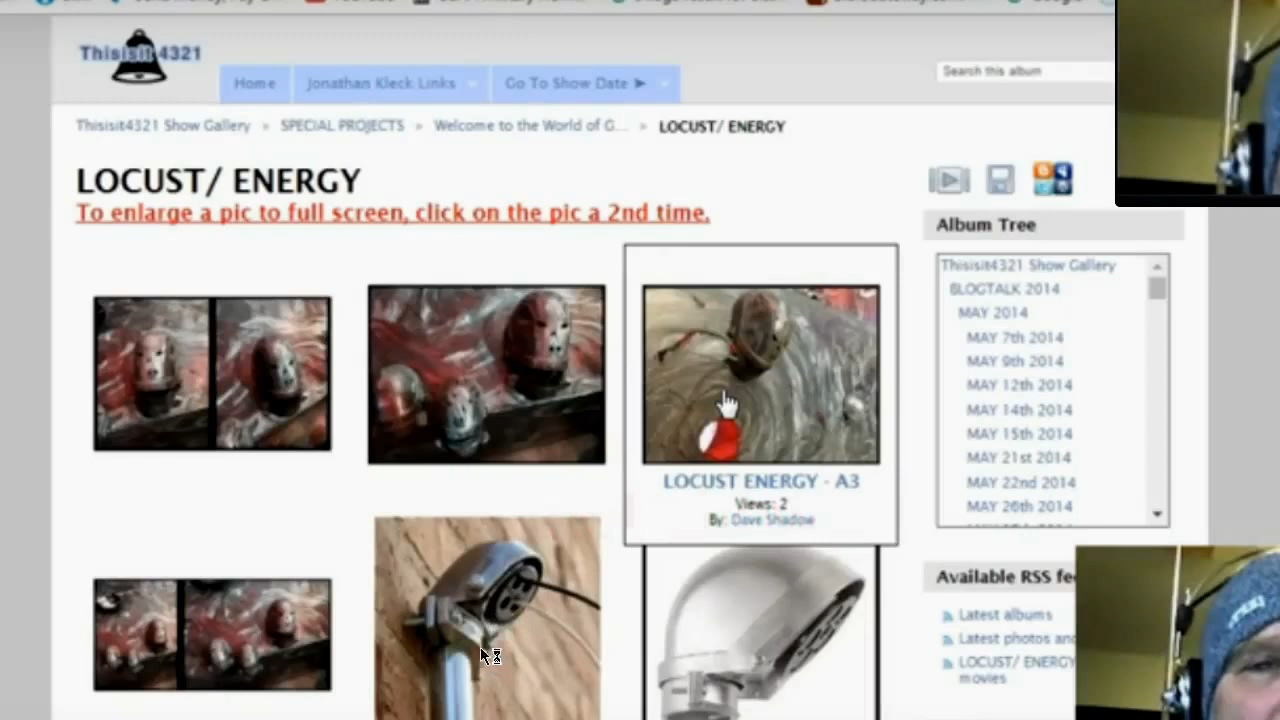 Thisisit 4321
Home
Jonathan Kleck Links
Go To Show Date ▶
Search this album
Thisisit4321 Show Gallery » SPECIAL PROJECTS » Welcome to the World of G... » LOCUST/ ENERGY
LOCUST/ ENERGY
To enlarge a pic to full screen, click on the pic a 2nd time.
LOCUST ENERGY - A3
Views: 2
By: Dave Shadow
Album Tree
Thisisit4321 Show Gallery
BLOGTALK 2014
MAY 2014
MAY 7th 2014
MAY 9th 2014
MAY 12th 2014
MAY 14th 2014
MAY 15th 2014
MAY 21st 2014
MAY 22nd 2014
MAY 26th 2014
Available RSS fe
Latest albums
Latest photos and
LOCUST/ ENERGY
movies